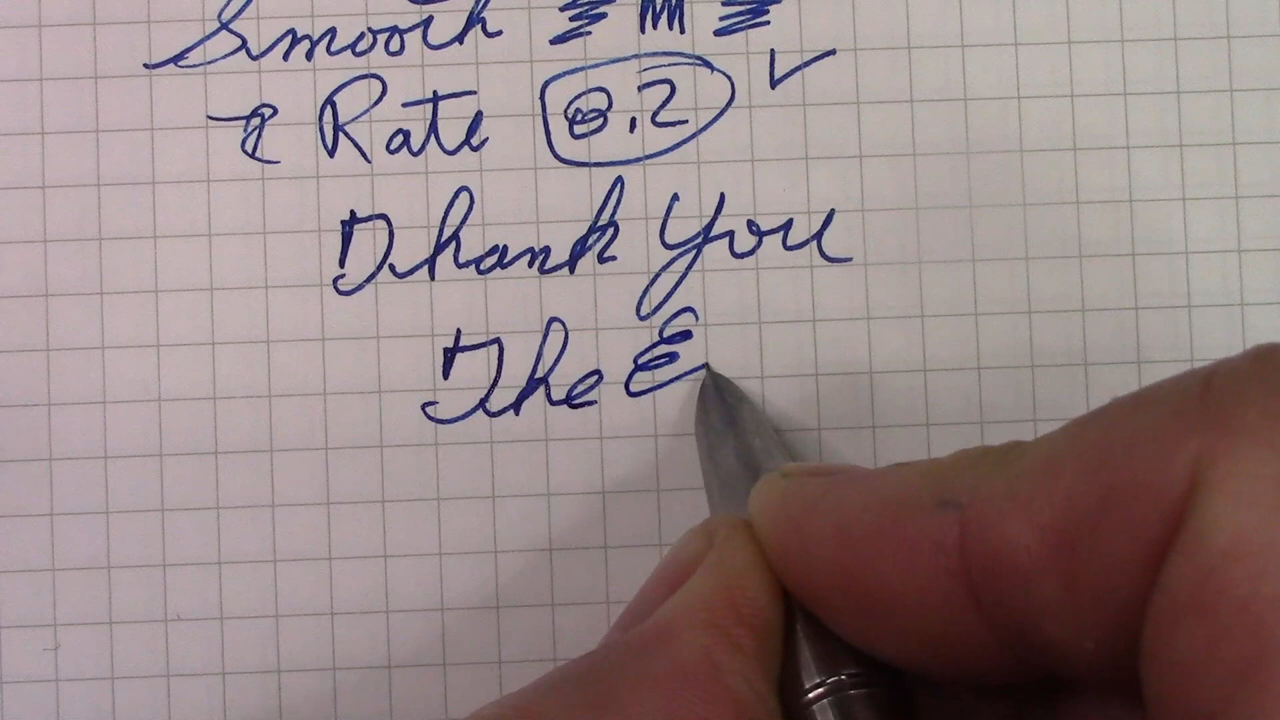 Smooth
Rate 8.2 ✓
Thank You
The E